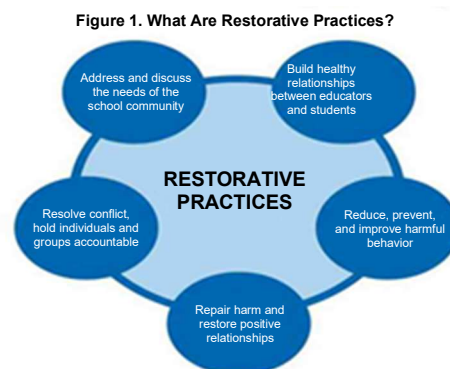 Figure 1. What Are Restorative Practices?
Address and discuss
the needs of the
school community
Build healthy
relationships
between educators
and students
RESTORATIVE
PRACTICES
Resolve conflict,
hold individuals and
groups accountable
Reduce, prevent,
and improve harmful
behavior
Repair harm and
restore positive
relationships